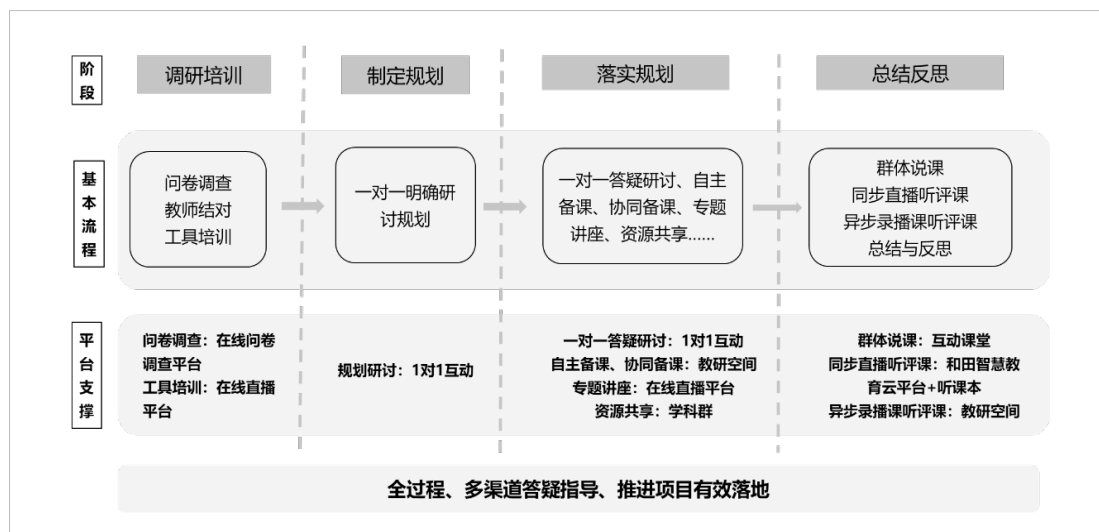 阶段
调研培训
制定规划
落实规划
总结反思
基本流程
问卷调查
教师结对
工具培训
一对一明确研
讨规划
一对一答疑研讨、自主
备课、协同备课、专题
讲座、资源共享......
群体说课
同步直播听评课
异步录播课听评课
总结与反思
平台支撑
问卷调查：在线问卷
调查平台
工具培训：在线直播
平台
规划研讨：1对1互动
一对一答疑研讨：1对1互动
自主备课、协同备课：教研空间
专题讲座：在线直播平台
资源共享：学科群
群体说课：互动课堂
同步直播听评课：和田智慧教
育云平台+听课本
异步录播课听评课：教研空间
全过程、多渠道答疑指导、推进项目有效落地